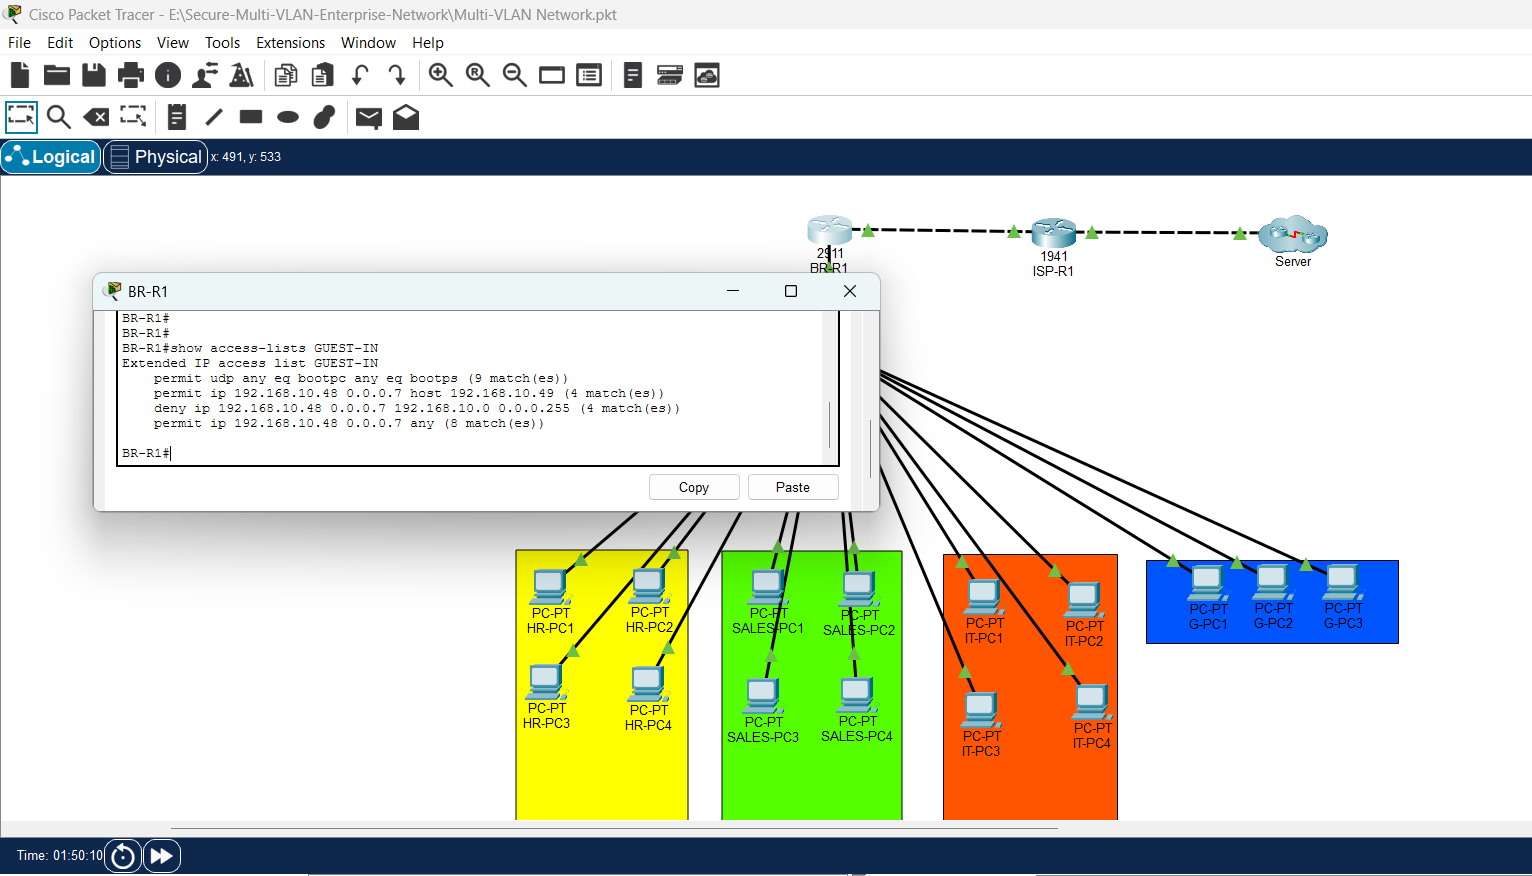 Cisco Packet Tracer - E:\Secure-Multi-VLAN-Enterprise-Network\Multi-VLAN Network.pkt
File Edit Options View Tools Extensions Window Help
Logical Physical x: 491, y: 533
2911
BR-R1
1941
ISP-R1
Server
BR-R1
BR-R1#
BR-R1#
BR-R1#show access-lists GUEST-IN
Extended IP access list GUEST-IN
permit udp any eq bootpc any eq bootps (9 match(es))
permit ip 192.168.10.48 0.0.0.7 host 192.168.10.49 (4 match(es))
deny ip 192.168.10.48 0.0.0.7 192.168.10.0 0.0.0.255 (4 match(es))
permit ip 192.168.10.48 0.0.0.7 any (8 match(es))
BR-R1#
Copy Paste
PC-PT
HR-PC1
PC-PT
HR-PC2
PC-PT
HR-PC3
PC-PT
HR-PC4
PC-PT
SALES-PC1
PC-PT
SALES-PC2
PC-PT
SALES-PC3
PC-PT
SALES-PC4
PC-PT
IT-PC1
PC-PT
IT-PC2
PC-PT
IT-PC3
PC-PT
IT-PC4
PC-PT
G-PC1
PC-PT
G-PC2
PC-PT
G-PC3
Time: 01:50:10